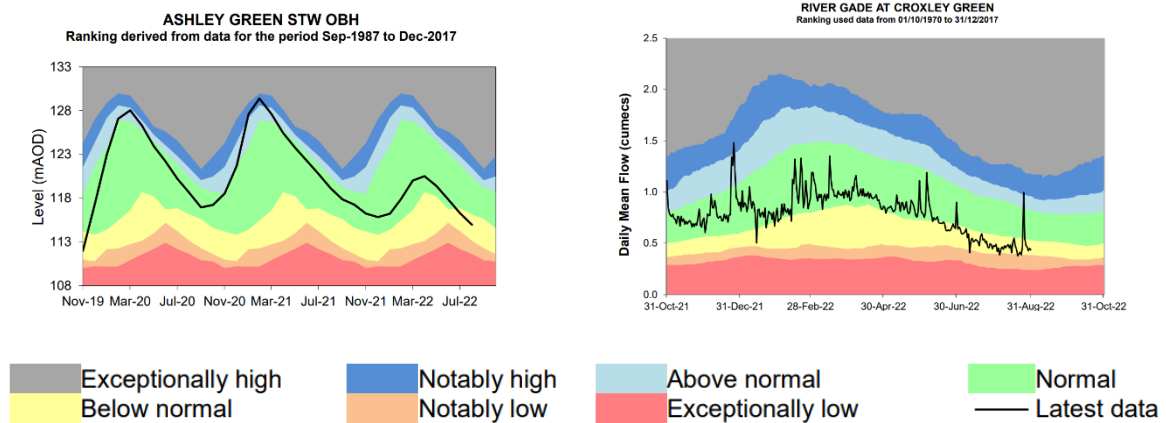 ASHLEY GREEN STW OBH
Ranking derived from data for the period Sep-1987 to Dec-2017
Level (mAOD)
133
128
123
118
113
108
Nov-19 Mar-20 Jul-20 Nov-20 Mar-21 Jul-21 Nov-21 Mar-22 Jul-22
RIVER GADE AT CROXLEY GREEN
Ranking used data from 01/10/1970 to 31/12/2017
Daily Mean Flow (cumecs)
2.5
2.0
1.5
1.0
0.5
0.0
31-Oct-21 31-Dec-21 28-Feb-22 30-Apr-22 30-Jun-22 31-Aug-22 31-Oct-22
Exceptionally high Notably high Above normal Normal
Below normal Notably low Exceptionally low Latest data